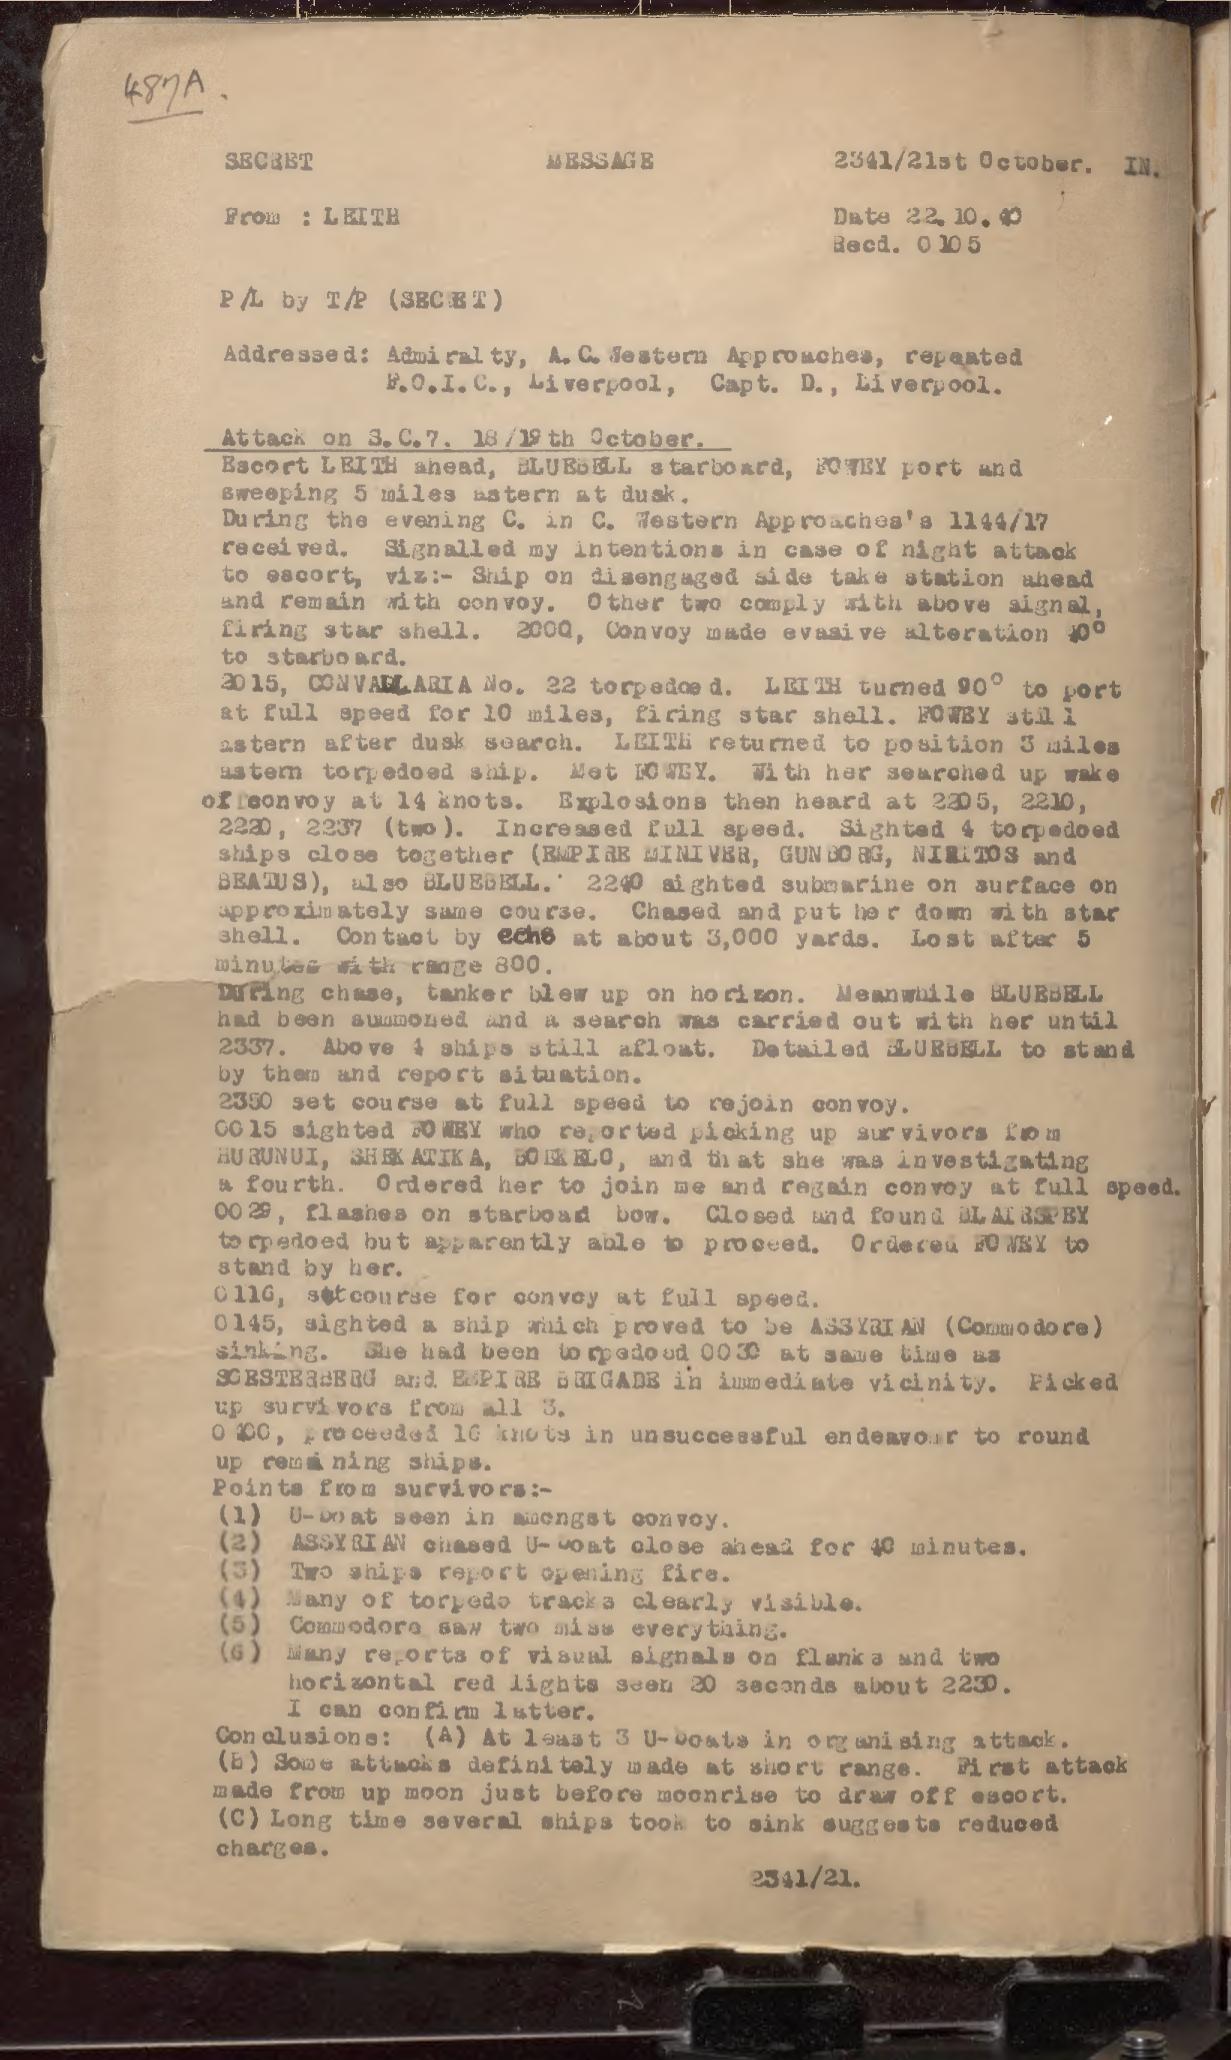 487A.
SECRET MESSAGE 2341/21st October. IN.
From : LEITH Date 22.10.40
Recd. 0105
P/L by T/P (SECRET)
Addressed: Admiralty, A.C. Western Approaches, repeated
F.O.I.C., Liverpool, Capt. D., Liverpool.
Attack on S.C.7. 18/19th October.
Escort LEITH ahead, BLUEBELL starboard, FOWEY port and
sweeping 5 miles astern at dusk.
During the evening C. in C. Western Approaches's 1144/17
received. Signalled my intentions in case of night attack
to escort, viz:- Ship on disengaged side take station ahead
and remain with convoy. Other two comply with above signal,
firing star shell. 2000, Convoy made evasive alteration 40°
to starboard.
2015, CONVALLARIA No. 22 torpedoed. LEITH turned 90° to port
at full speed for 10 miles, firing star shell. FOWEY still
astern after dusk search. LEITH returned to position 3 miles
astern torpedoed ship. Met FOWEY. With her searched up wake
of convoy at 14 knots. Explosions then heard at 2205, 2210,
2220, 2237 (two). Increased full speed. Sighted 4 torpedoed
ships close together (EMPIRE MINIVER, GUNBORG, NIRITOS and
BEATUS), also BLUEBELL. 2240 sighted submarine on surface on
approximately same course. Chased and put her down with star
shell. Contact by echo at about 3,000 yards. Lost after 5
minutes with range 800.
During chase, tanker blew up on horizon. Meanwhile BLUEBELL
had been summoned and a search was carried out with her until
2337. Above 4 ships still afloat. Detailed BLUEBELL to stand
by them and report situation.
2350 set course at full speed to rejoin convoy.
0015 sighted FOWEY who reported picking up survivors from
HURUNUI, SHEKATIKA, BOEKELO, and that she was investigating
a fourth. Ordered her to join me and regain convoy at full speed.
0029, flashes on starboard bow. Closed and found BLAIRSPEY
torpedoed but apparently able to proceed. Ordered FOWEY to
stand by her.
0116, set course for convoy at full speed.
0145, sighted a ship which proved to be ASSYRIAN (Commodore)
sinking. She had been torpedoed 0030 at same time as
SOESTERBERG and EMPIRE BRIGADE in immediate vicinity. Picked
up survivors from all 3.
proceeded 16 knots in unsuccessful endeavour to round
up remaining ships.
Points from survivors:-
(1) U-boat seen in amongst convoy.
(2) ASSYRIAN chased U-boat close ahead for 40 minutes.
(3) Two ships report opening fire.
(4) Many of torpedo tracks clearly visible.
(5) Commodore saw two miss everything.
(6) Many reports of visual signals on flanks and two
horizontal red lights seen 20 seconds about 2230.
I can confirm latter.
Conclusions: (A) At least 3 U-boats in organising attack.
(B) Some attacks definitely made at short range. First attack
made from up moon just before moonrise to draw off escort.
(C) Long time several ships took to sink suggests reduced
charges.
2341/21.